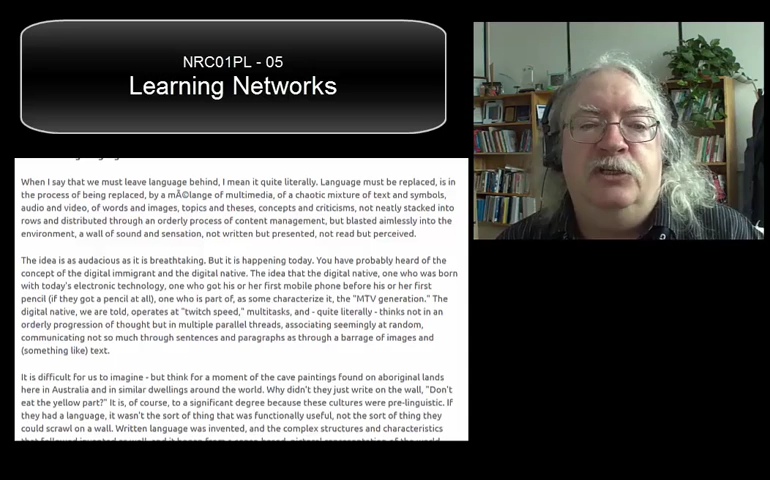 NRC01PL - 05
Learning Networks
When I say that we must leave language behind, I mean it quite literally. Language must be replaced, is in
the process of being replaced, by a mÃ©lange of multimedia, of a chaotic mixture of text and symbols,
audio and video, of words and images, topics and theses, concepts and criticisms, not neatly stacked into
rows and distributed through an orderly process of content management, but blasted aimlessly into the
environment, a wall of sound and sensation, not written but presented, not read but perceived.
The idea is as audacious as it is breathtaking. But it is happening today. You have probably heard of the
concept of the digital immigrant and the digital native. The idea that the digital native, one who was born
with today's electronic technology, one who got his or her first mobile phone before his or her first
pencil (if they got a pencil at all), one who is part of, as some characterize it, the "MTV generation." The
digital native, we are told, operates at "twitch speed," multitasks, and - quite literally - thinks not in an
orderly progression of thought but in multiple parallel threads, associating seemingly at random,
communicating not so much through sentences and paragraphs as through a barrage of images and
(something like) text.
It is difficult for us to imagine - but think for a moment of the cave paintings found on aboriginal lands
here in Australia and in similar dwellings around the world. Why didn't they just write on the wall, "Don't
eat the yellow part?" It is, of course, to a significant degree because these cultures were pre-linguistic. If
they had a language, it wasn't the sort of thing that was functionally useful, not the sort of thing they
could scrawl on a wall. Written language was invented, and the complex structures and characteristics